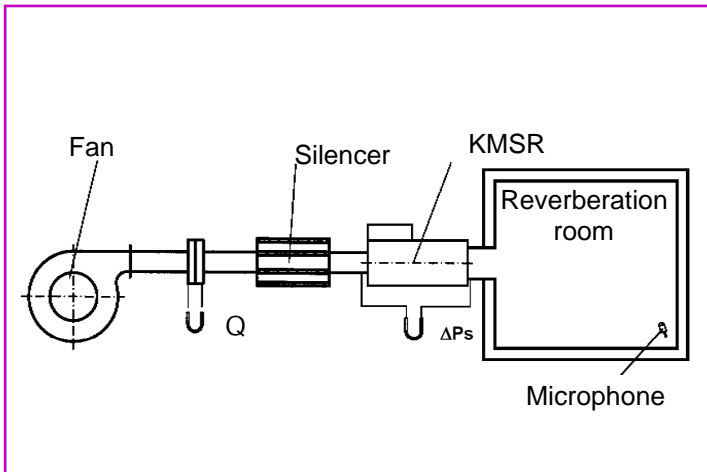 Fan
Silencer
KMSR
Reverberation
room
Q
ΔPs
Microphone